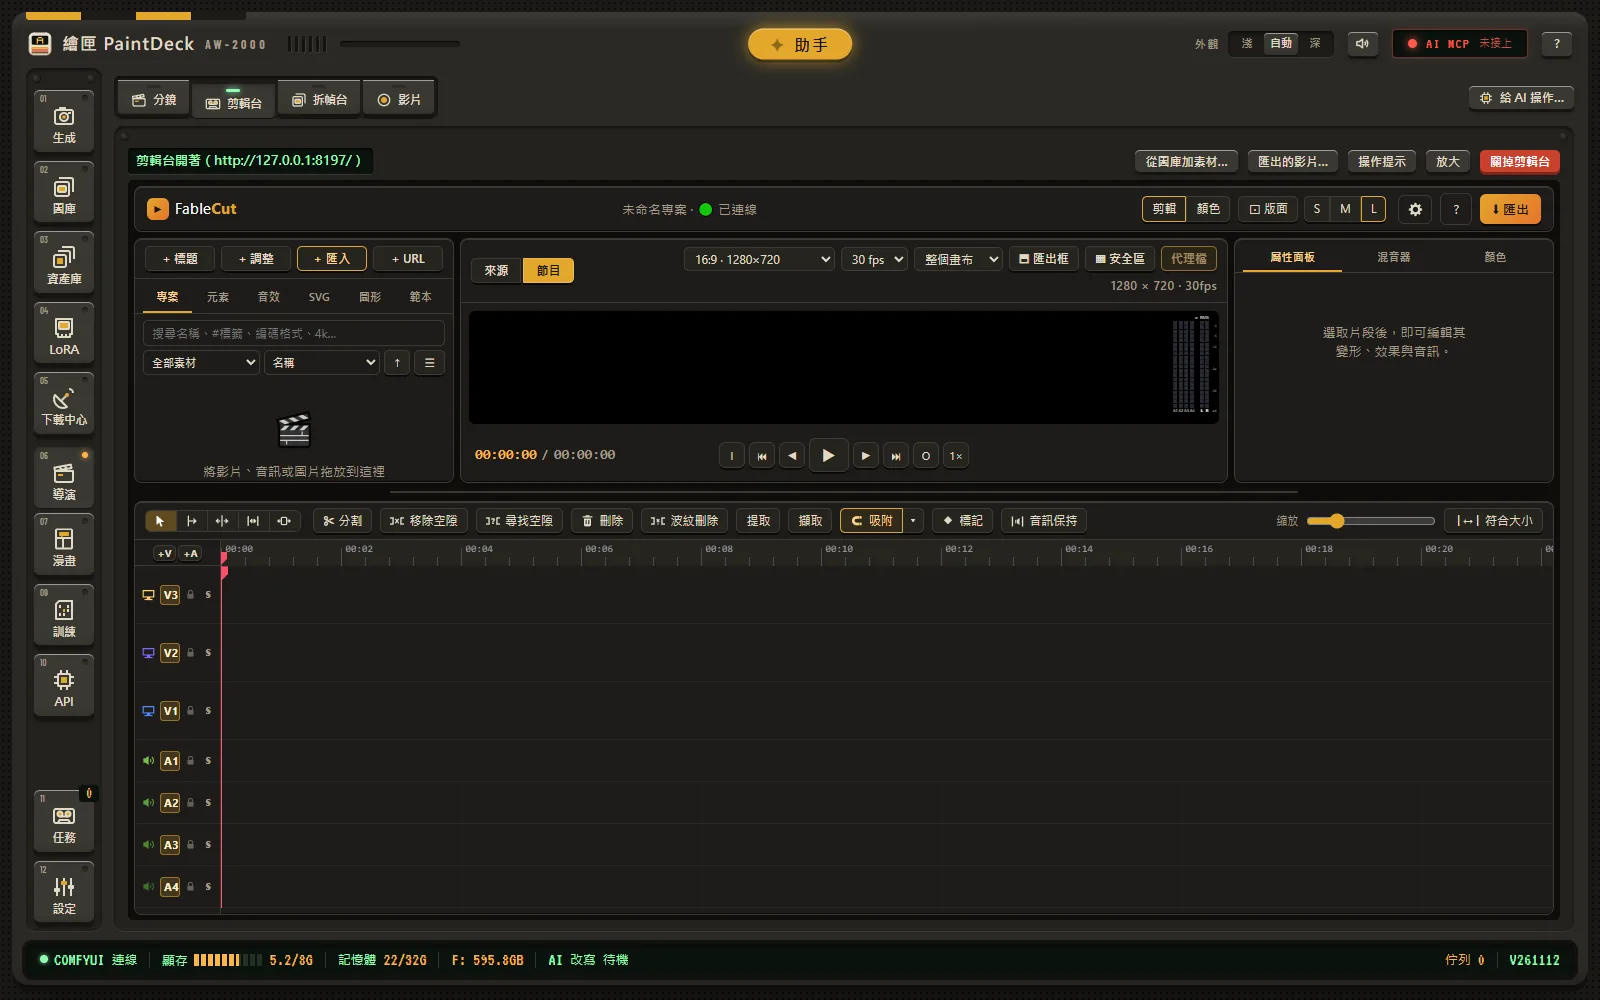 繪匣 PaintDeck AW-2000
助手
外觀 淺 自動 深
AI MCP 未接上
?
01 生成
02 圖庫
03 資產庫
04 LoRA
05 下載中心
06 導演
07 漫畫
09 訓練
10 API
11 0 任務
12 設定
分鏡 剪輯台 拆幀台 影片
給 AI 操作…
剪輯台開著（http://127.0.0.1:8197/）
從圖庫加素材… 匯出的影片… 操作提示 放大 關掉剪輯台
FableCut
未命名專案 · 已連線
剪輯 顏色 版面 S M L ? 匯出
+ 標題 + 調整 + 匯入 + URL
專案 元素 音效 SVG 圖形 範本
搜尋名稱、#標籤、編碼格式、4k…
全部素材 名稱 ↑ ☰
將影片、音訊或圖片拖放到這裡
來源 節目
16:9 · 1280×720 30 fps 整個畫布 匯出框 安全區 代理檔
1280 × 720 · 30fps
00:00:00 / 00:00:00
I O 1×
屬性面板 混音器 顏色
選取片段後，即可編輯其
變形、效果與音訊。
分割 移除空隙 尋找空隙 刪除 波紋刪除 提取 擷取 吸附 標記 音訊保持
縮放 符合大小
+V +A
00:00 00:02 00:04 00:06 00:08 00:10 00:12 00:14 00:16 00:18 00:20
V3 S
V2 S
V1 S
A1 S
A2 S
A3 S
A4 S
COMFYUI 連線 顯存 5.2/8G 記憶體 22/32G F: 595.8GB AI 改寫 待機
佇列 0 V261112